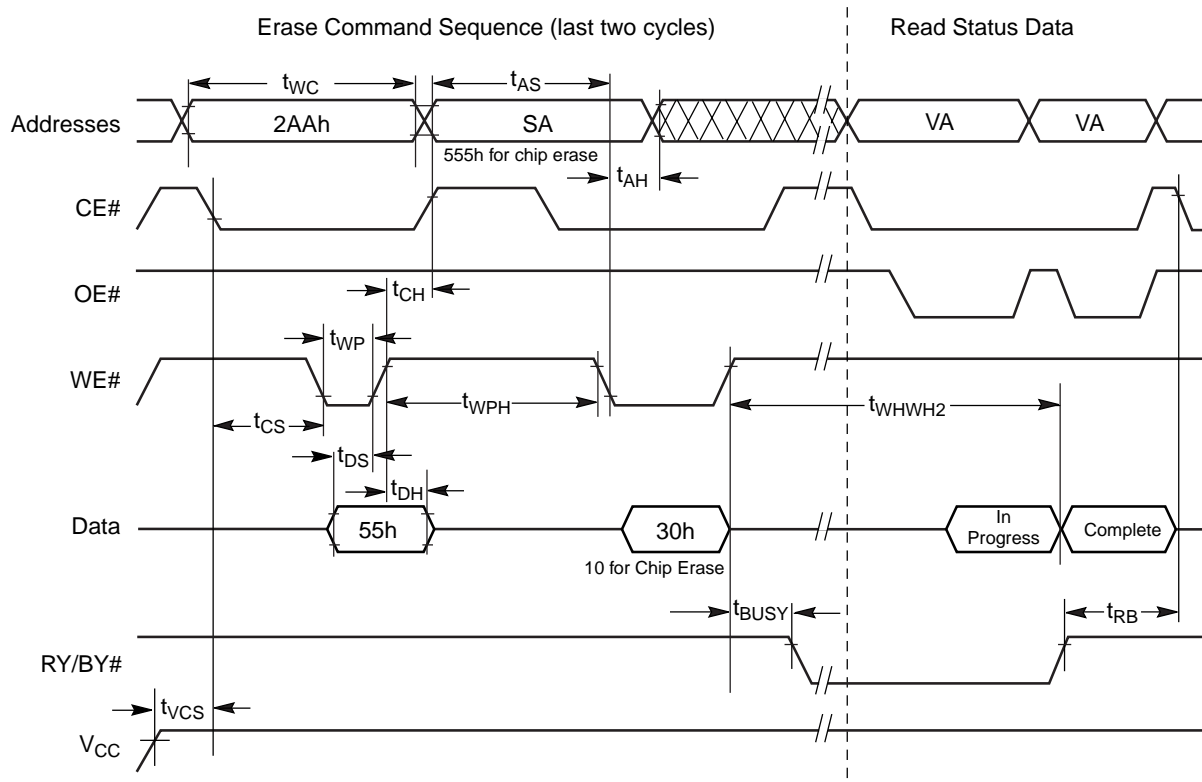 Erase Command Sequence (last two cycles)
Read Status Data
tWC
tAS
Addresses
2AAh
SA
VA
VA
555h for chip erase
tAH
CE#
OE#
tCH
tWP
WE#
tWPH
tWHWH2
tCS
tDS
tDH
Data
55h
30h
In
Progress
Complete
10 for Chip Erase
tBUSY
tRB
RY/BY#
tVCS
VCC